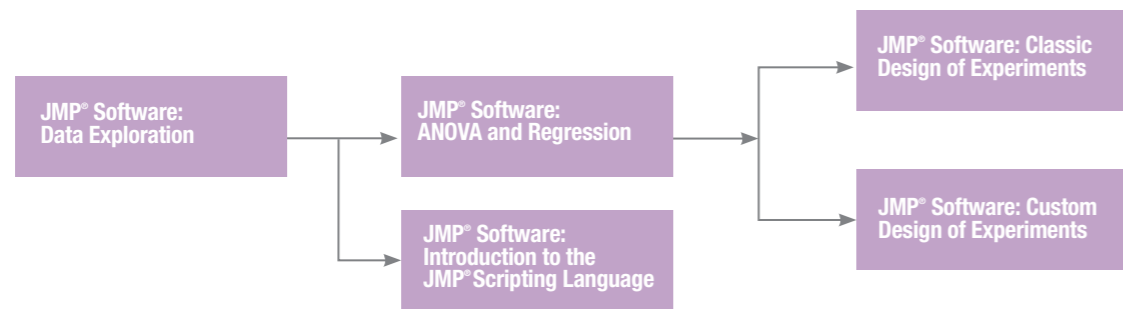 JMP® Software:
Data Exploration
JMP® Software:
ANOVA and Regression
JMP® Software:
Introduction to the
JMP® Scripting Language
JMP® Software: Classic
Design of Experiments
JMP® Software: Custom
Design of Experiments